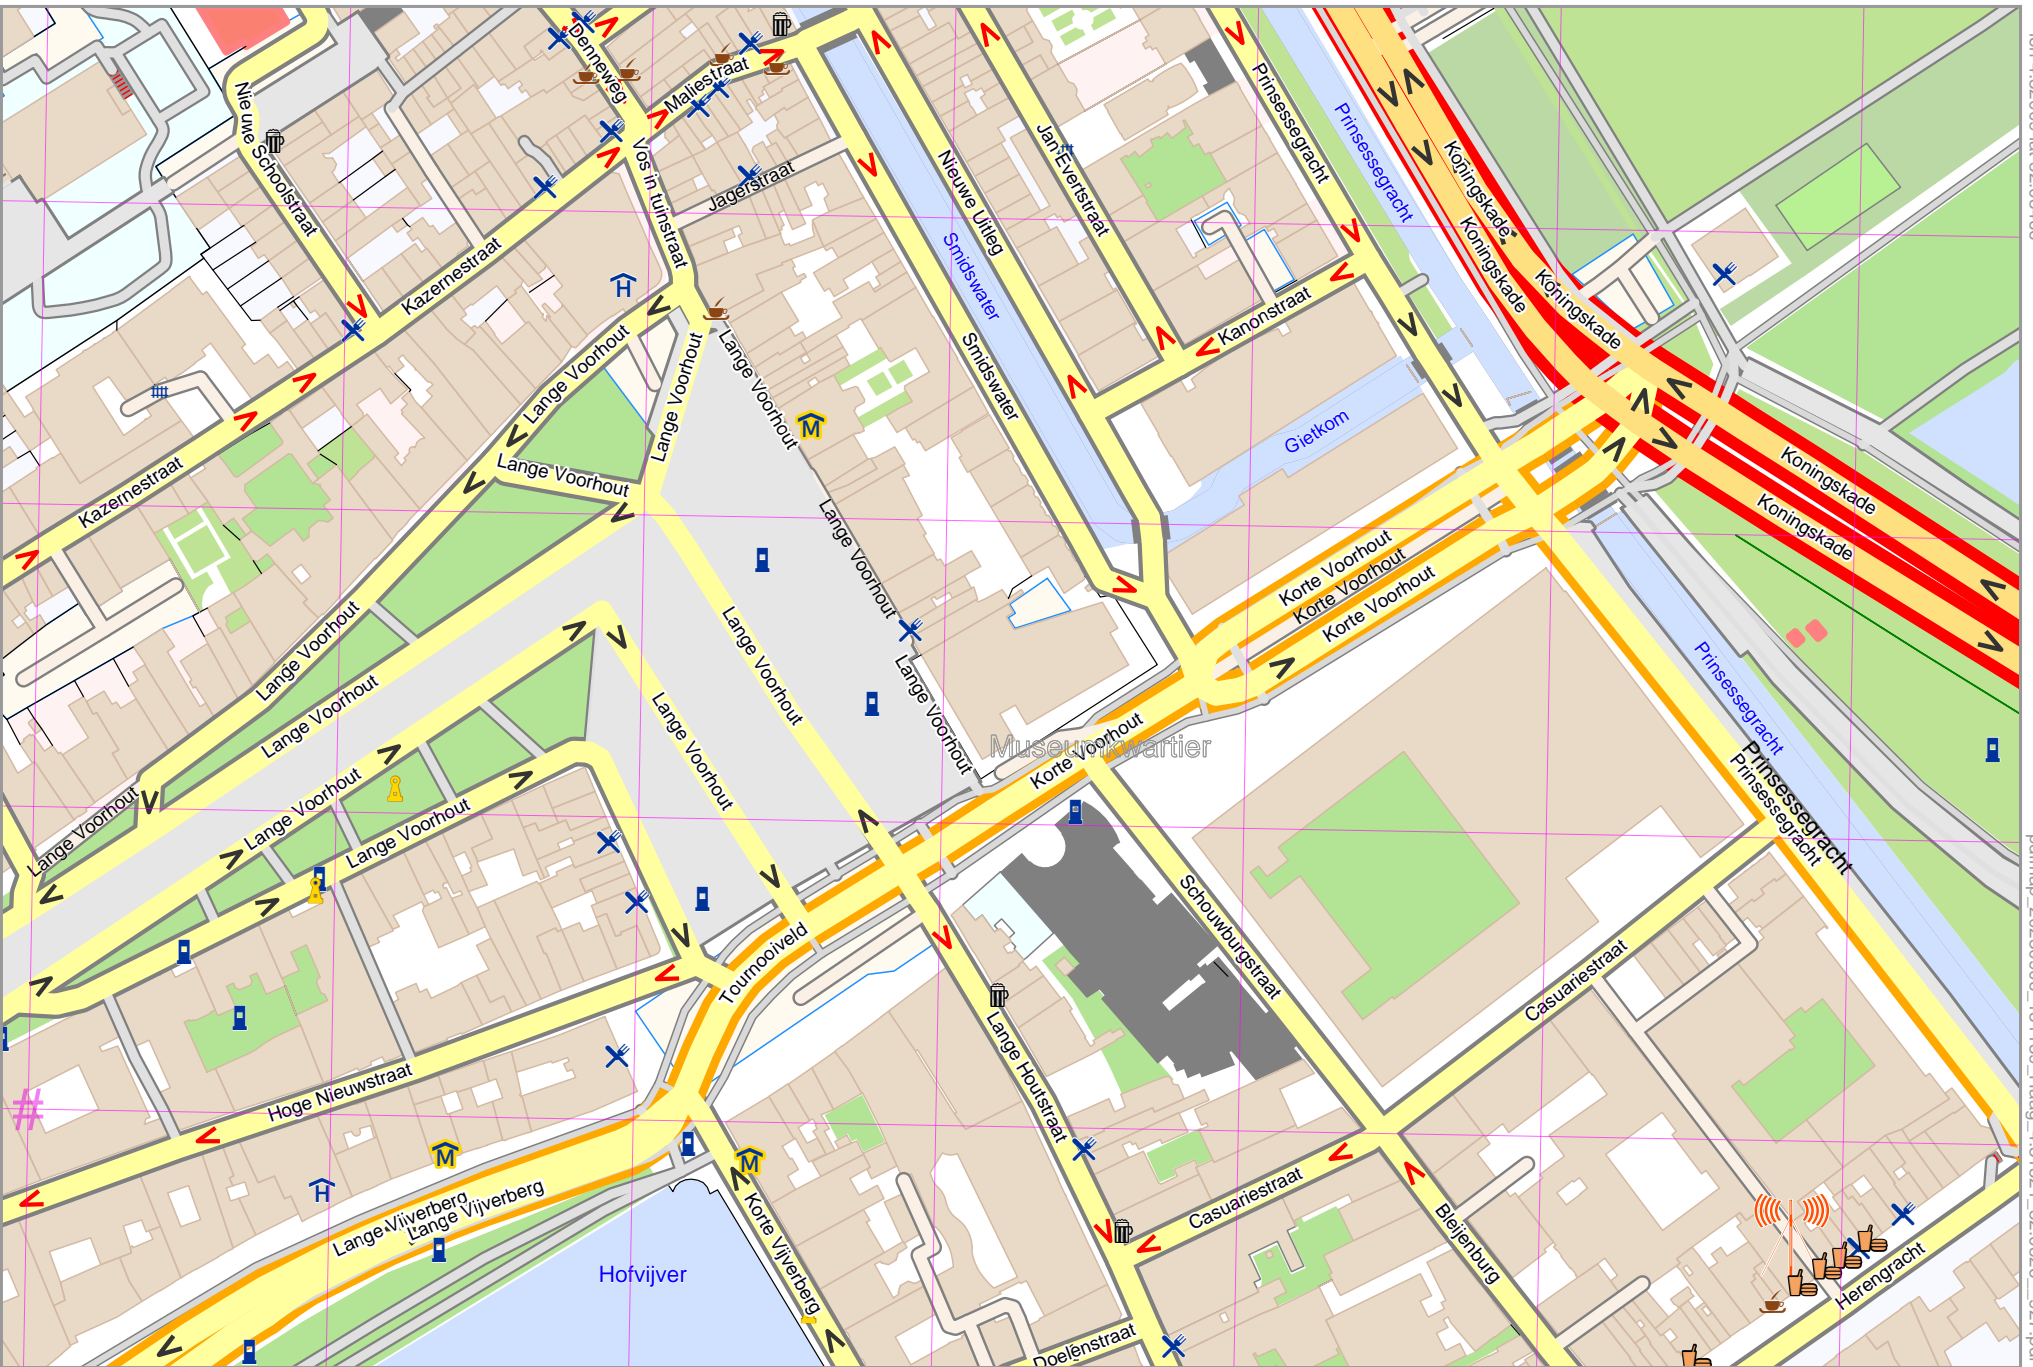 Denneweg
Maliestraat
Nieuwe Schoolstraat
Vos in tuinstraat
Jagerstraat
Kazernestraat
Nieuwe Uitleg
Jan Evertstraat
Prinsessegracht
Prinsessegracht
Koningskade
Koningskade
Koningskade
Smidswater
Smidswater
Kanonstraat
H
Lange Voorhout
Lange Voorhout
Lange Voorhout
Lange Voorhout
M
Gietkom
Kazernestraat
Koningskade
Koningskade
Lange Voorhout
Korte Voorhout
Korte Voorhout
Korte Voorhout
Lange Voorhout
Lange Voorhout
Lange Voorhout
Lange Voorhout
Lange Voorhout
Prinsessegracht
Museumkwartier
Korte Voorhout
Lange Voorhout
Lange Voorhout
Lange Voorhout
Prinsessegracht
Prinsessegracht
Tournooiveld
Schouwburgstraat
Casuariestraat
Lange Houtstraat
Hoge Nieuwstraat
#
M
M
H
Lange Vijverberg
Lange Vijverberg
Korte Vijverberg
Casuariestraat
Bleijenburg
Hofvijver
Herengracht
Doelenstraat